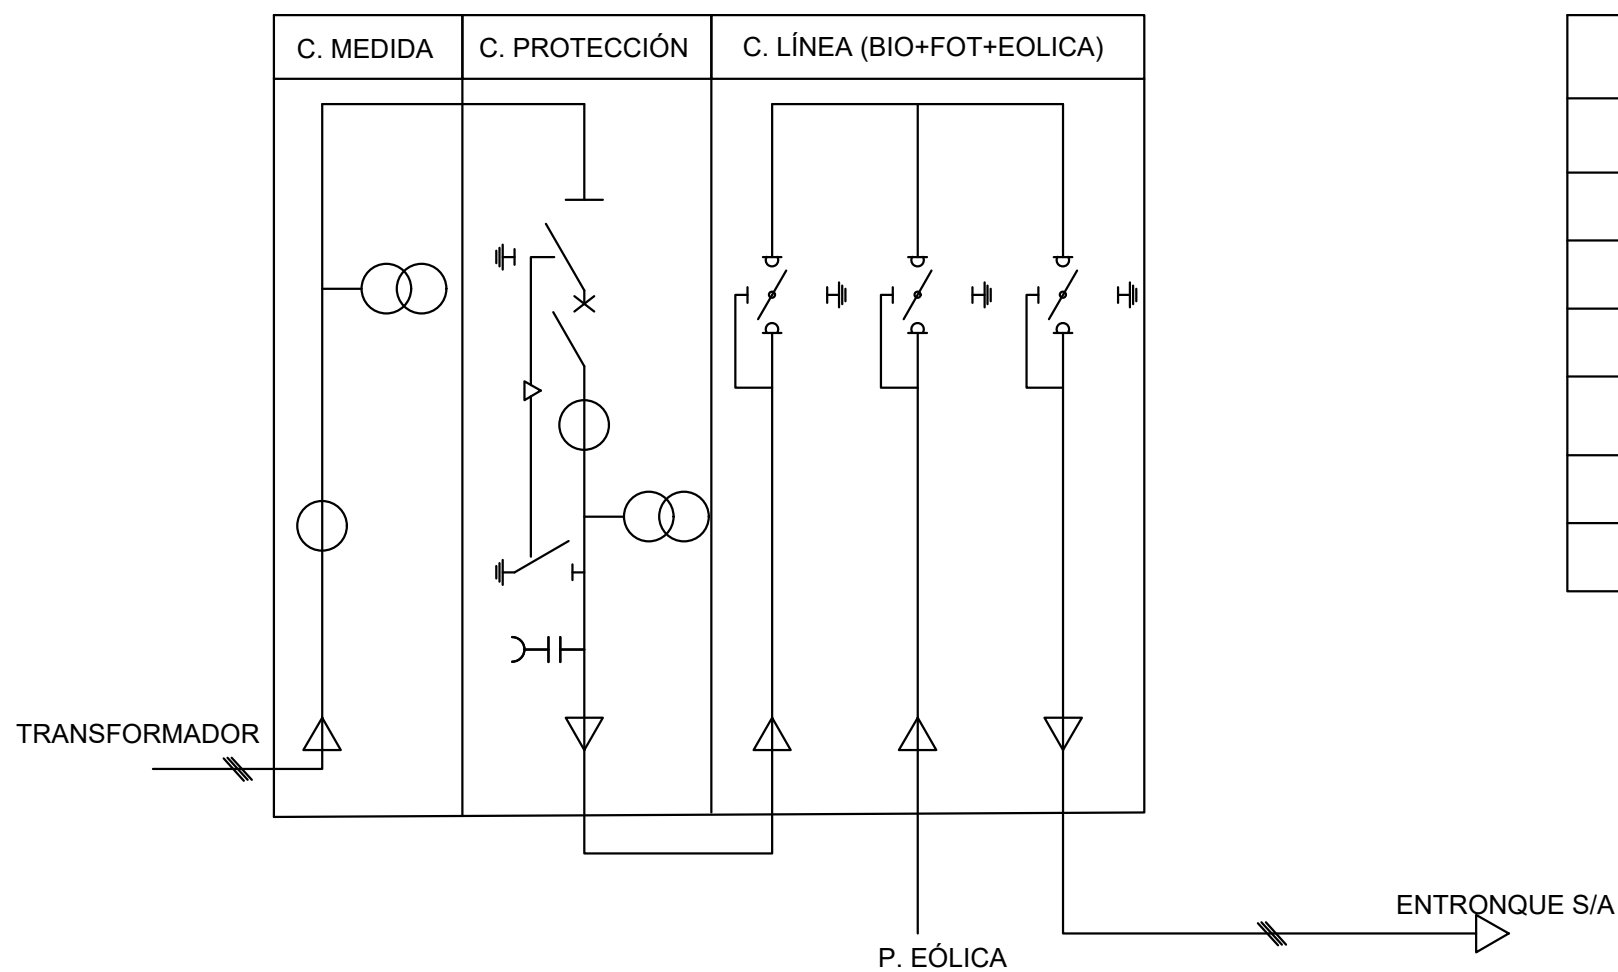 C. MEDIDA
C. PROTECCIÓN
C. LÍNEA (BIO+FOT+EOLICA)
TRANSFORMADOR
ENTRONQUE S/A
P. EÓLICA